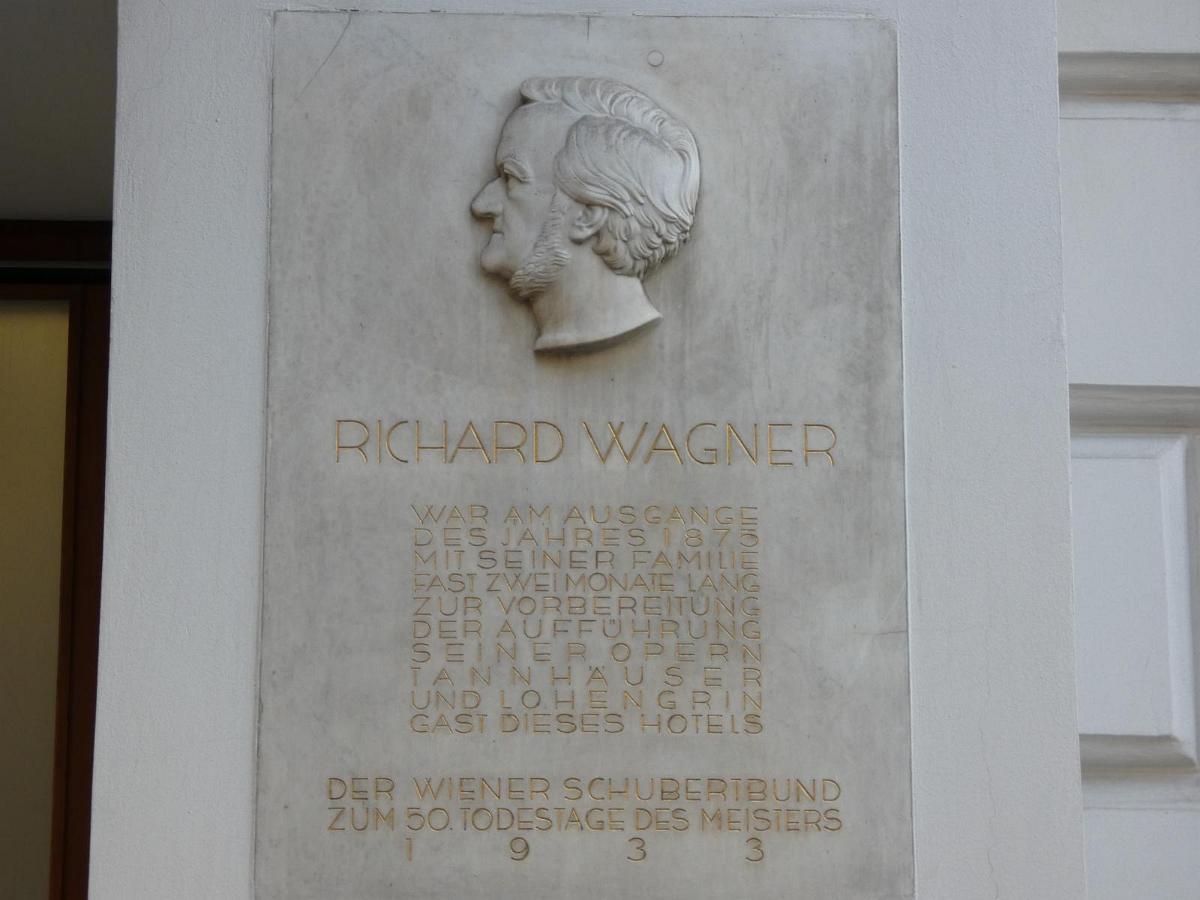 RICHARD WAGNER
WAR AM AUSGANGE
DES JAHRES 1875
MIT SEINER FAMILIE
FAST ZWEI MONATE LANG
ZUR VORBEREITUNG
DER AUFFÜHRUNG
SEINER OPERN
TANNHÄUSER
UND LOHENGRIN
GAST DIESES HOTELS
DER WIENER SCHUBERTBUND
ZUM 50. TODESTAGE DES MEISTERS
1933